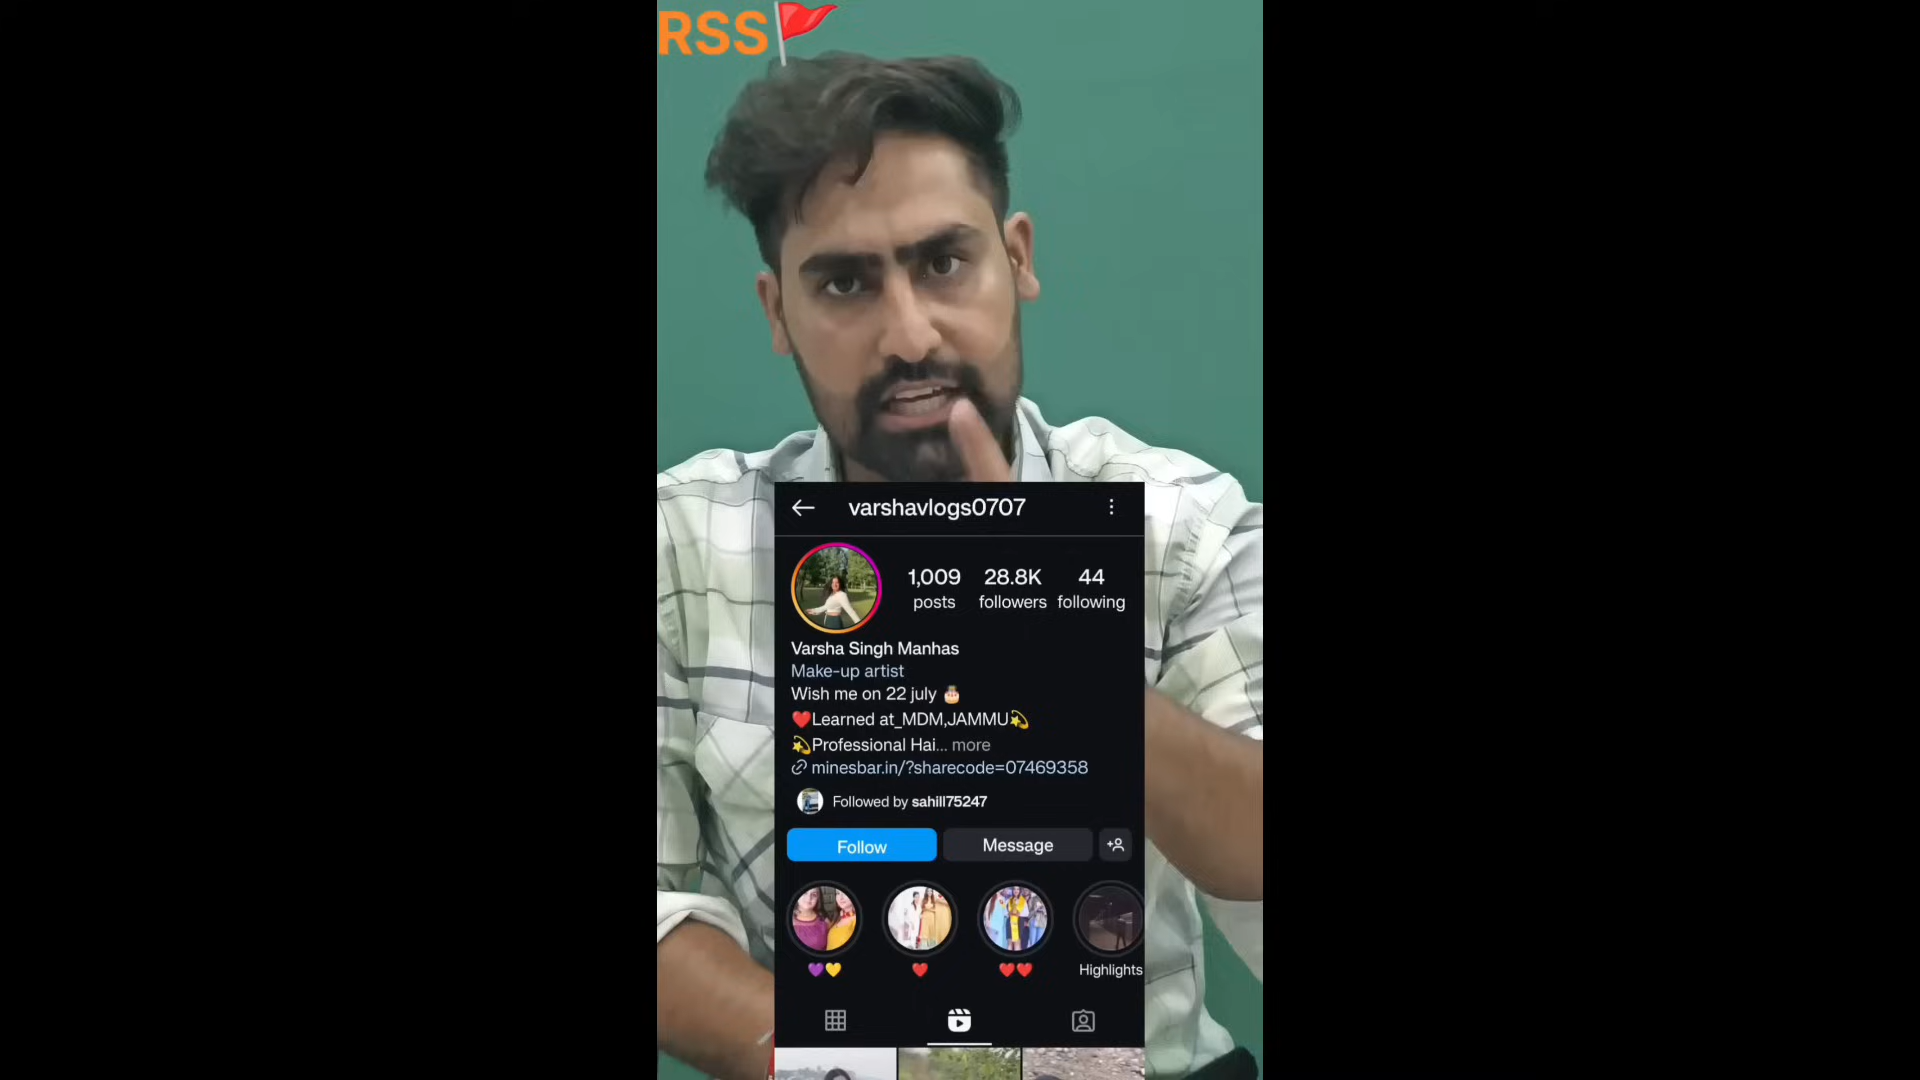 RSS🚩
varshavlogs0707
1,009 28.8K 44
posts followers following
Varsha Singh Manhas
Make-up artist
Wish me on 22 july 🎂
❤️Learned at_MDM,JAMMU💫
💫Professional Hai... more
minesbar.in/?sharecode=07469358
Followed by sahill75247
Follow Message
💜💛 ❤️ ❤️❤️ Highlights